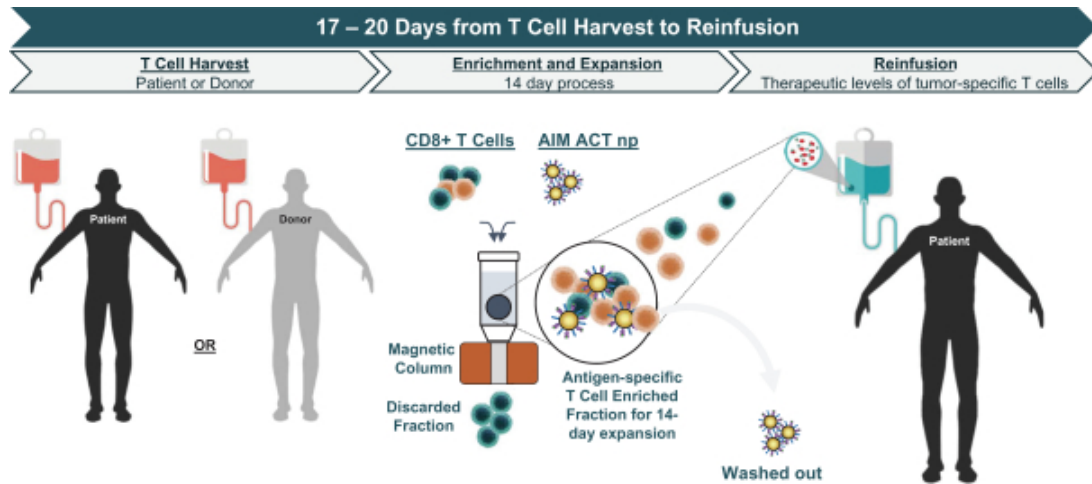 17 – 20 Days from T Cell Harvest to Reinfusion
T Cell Harvest
Patient or Donor
Enrichment and Expansion
14 day process
Reinfusion
Therapeutic levels of tumor-specific T cells
CD8+ T Cells
AIM ACT np
Patient
Donor
OR
Magnetic
Column
Discarded
Fraction
Antigen-specific
T Cell Enriched
Fraction for 14-
day expansion
Washed out
Patient